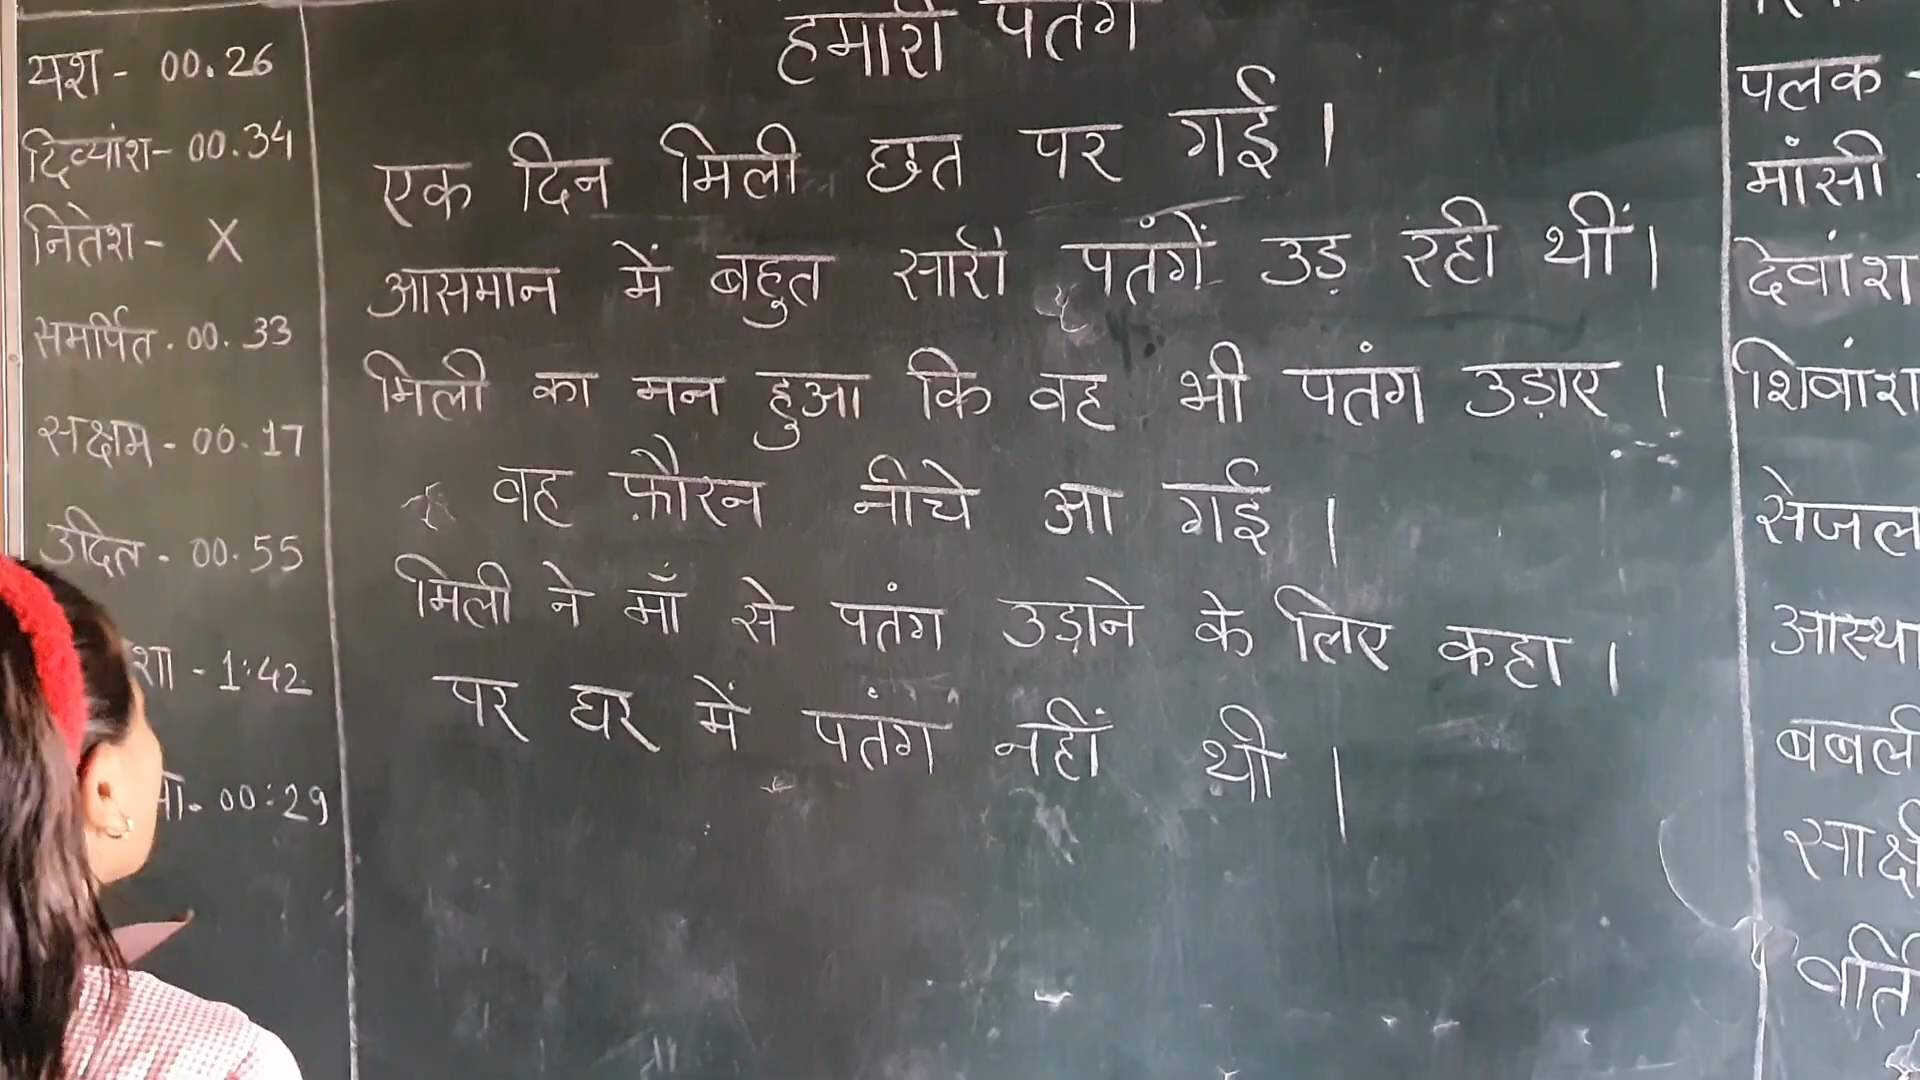 हमारी पतंग
एक दिन मिली छत पर गई ।
आसमान में बहुत सारी पतंगें उड़ रही थीं ।
मिली का मन हुआ कि वह भी पतंग उड़ाए ।
वह फ़ौरन नीचे आ गई ।
मिली ने माँ से पतंग उड़ाने के लिए कहा ।
पर घर में पतंग नहीं थी ।
यश - 00.26
दिव्यांश - 00.34
नितेश - X
समर्पित . 00.33
सक्षम - 00.17
उदित - 00.55
शा - 1:42
00:29
पलक -
मांसी -
देवांश
शिवांश
सेजल
आस्था
बबली